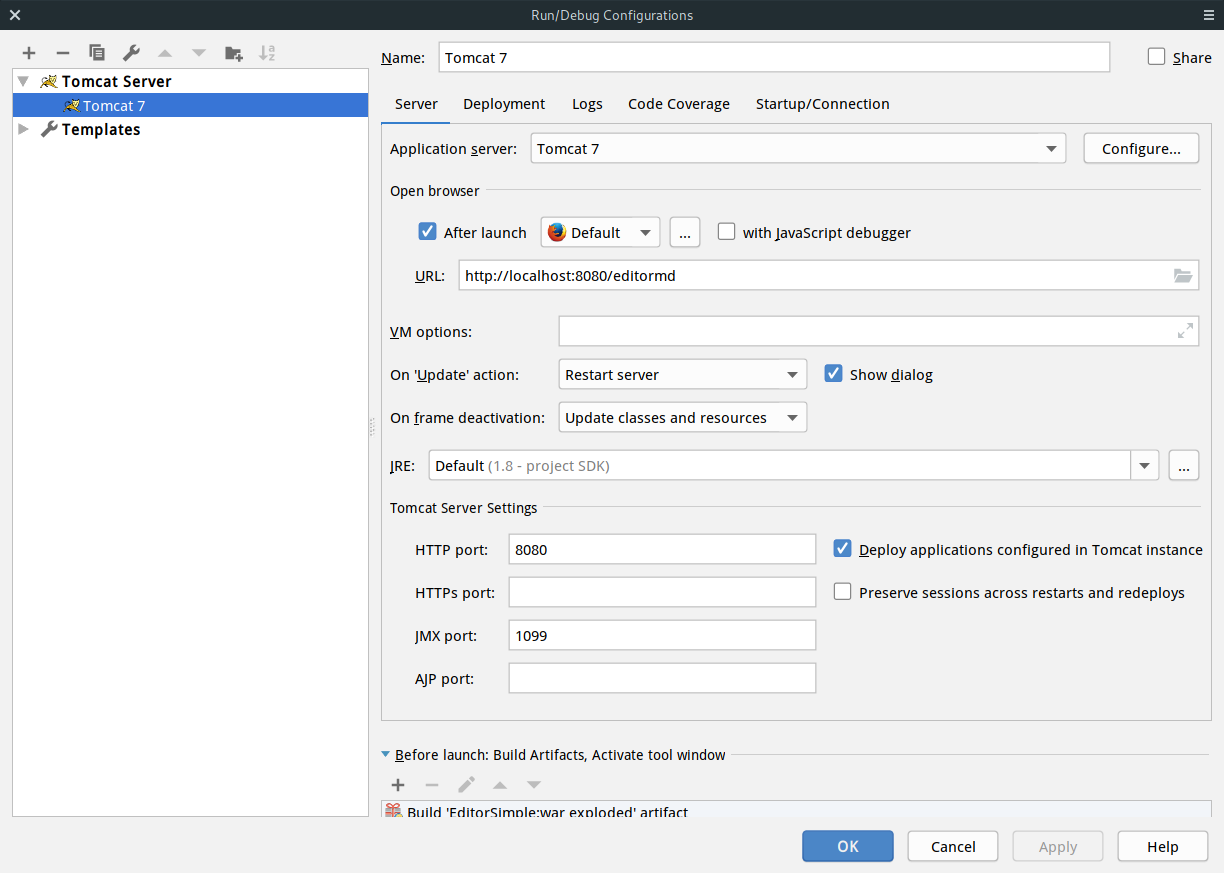 Run/Debug Configurations
Name: Tomcat 7 Share
Tomcat Server
Tomcat 7
Templates
Server Deployment Logs Code Coverage Startup/Connection
Application server: Tomcat 7 Configure...
Open browser
After launch Default ... with JavaScript debugger
URL: http://localhost:8080/editormd
VM options:
On 'Update' action: Restart server Show dialog
On frame deactivation: Update classes and resources
JRE: Default (1.8 - project SDK) ...
Tomcat Server Settings
HTTP port: 8080 Deploy applications configured in Tomcat instance
HTTPs port: Preserve sessions across restarts and redeploys
JMX port: 1099
AJP port:
Before launch: Build Artifacts, Activate tool window
Build 'EditorSimple:war exploded' artifact
OK Cancel Apply Help